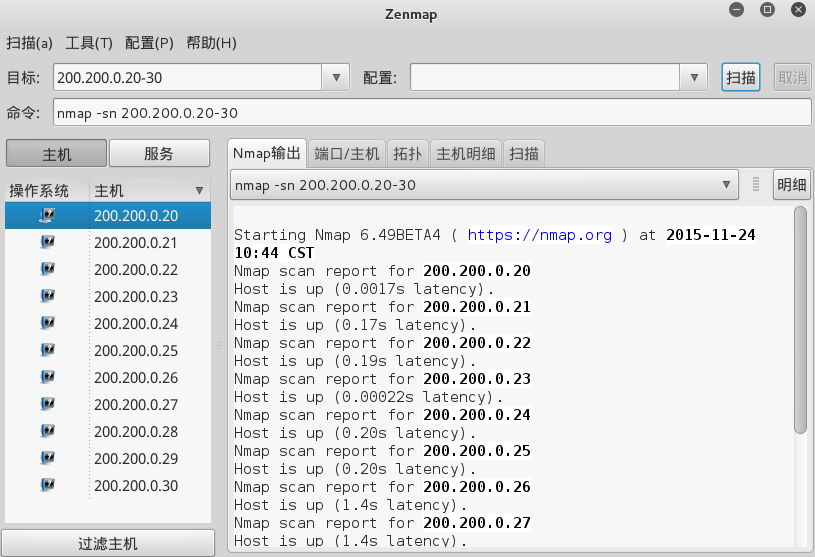 Zenmap
扫描(a) 工具(T) 配置(P) 帮助(H)
目标: 200.200.0.20-30 配置: 扫描 取消
命令: nmap -sn 200.200.0.20-30
主机 服务
操作系统 主机
200.200.0.20
200.200.0.21
200.200.0.22
200.200.0.23
200.200.0.24
200.200.0.25
200.200.0.26
200.200.0.27
200.200.0.28
200.200.0.29
200.200.0.30
过滤主机
Nmap输出 端口/主机 拓扑 主机明细 扫描
nmap -sn 200.200.0.20-30 明细
Starting Nmap 6.49BETA4 ( https://nmap.org ) at 2015-11-24
10:44 CST
Nmap scan report for 200.200.0.20
Host is up (0.0017s latency).
Nmap scan report for 200.200.0.21
Host is up (0.17s latency).
Nmap scan report for 200.200.0.22
Host is up (0.19s latency).
Nmap scan report for 200.200.0.23
Host is up (0.00022s latency).
Nmap scan report for 200.200.0.24
Host is up (0.20s latency).
Nmap scan report for 200.200.0.25
Host is up (0.20s latency).
Nmap scan report for 200.200.0.26
Host is up (1.4s latency).
Nmap scan report for 200.200.0.27
Host is up (1.4s latency).